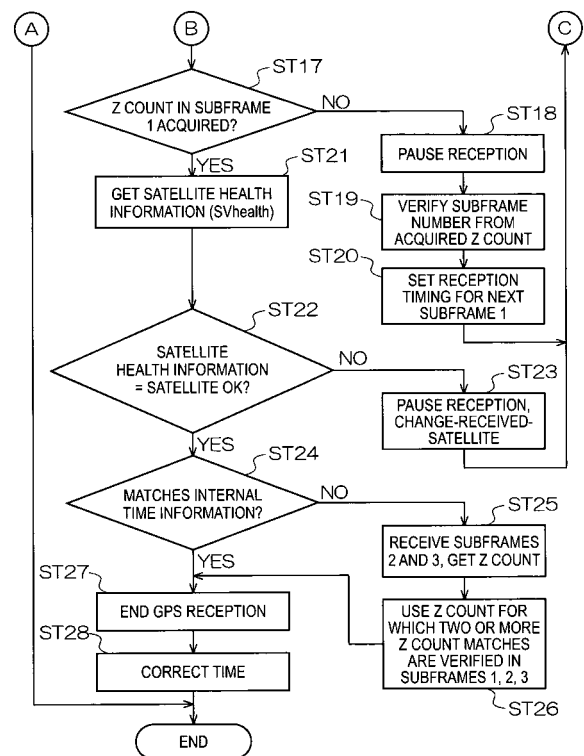 A
B
C
ST17
Z COUNT IN SUBFRAME
1 ACQUIRED?
NO
YES
ST18
PAUSE RECEPTION
ST21
GET SATELLITE HEALTH
INFORMATION (SVhealth)
ST19
VERIFY SUBFRAME
NUMBER FROM
ACQUIRED Z COUNT
ST20
SET RECEPTION
TIMING FOR NEXT
SUBFRAME 1
ST22
SATELLITE
HEALTH INFORMATION
= SATELLITE OK?
NO
YES
ST23
PAUSE RECEPTION,
CHANGE-RECEIVED-
SATELLITE
ST24
MATCHES INTERNAL
TIME INFORMATION?
NO
YES
ST25
RECEIVE SUBFRAMES
2 AND 3, GET Z COUNT
ST27
END GPS RECEPTION
USE Z COUNT FOR
WHICH TWO OR MORE
Z COUNT MATCHES
ARE VERIFIED IN
SUBFRAMES 1, 2, 3
ST26
ST28
CORRECT TIME
END